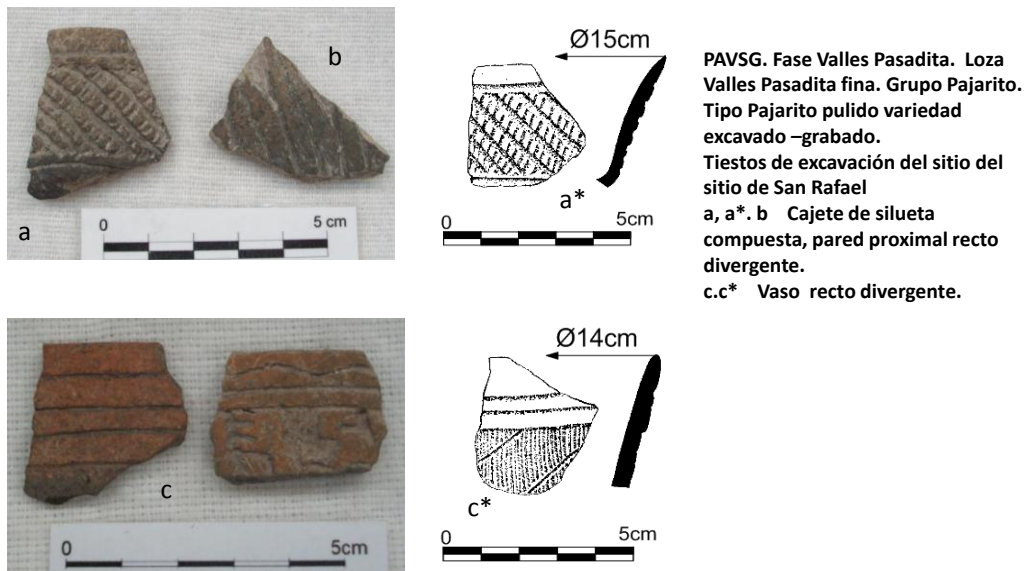 b
0
5 cm
a
Ø15cm
a*
0
5cm
PAVSG. Fase Valles Pasadita. Loza
Valles Pasadita fina. Grupo Pajarito.
Tipo Pajarito pulido variedad
excavado –grabado.
Tiestos de excavación del sitio del
sitio de San Rafael
a, a*. b Cajete de silueta
compuesta, pared proximal recto
divergente.
c.c* Vaso recto divergente.
c
0
5cm
Ø14cm
c*
0
5cm